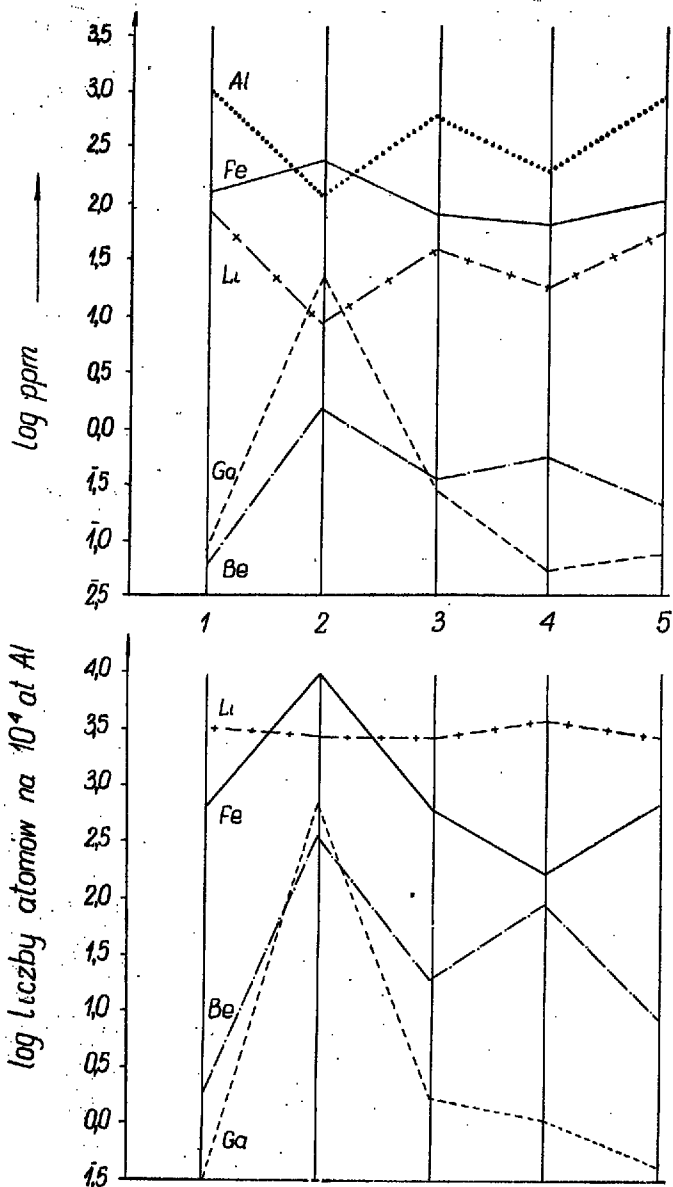 3,5
3,0
2,5
2,0
1,5
1,0
0,5
0,0
1̄,5
1̄,0
2̄,5
log ppm
Al
Fe
Li
Ga
Be
1 2 3 4 5
4,0
3,5
3,0
2,5
2,0
1,5
1,0
0,5
0,0
1̄,5
log liczby atomów na 10⁴ at Al
Li
Fe
Be
Ga